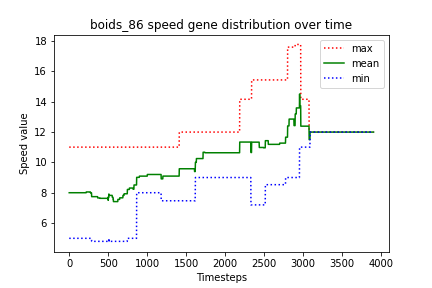 boids_86 speed gene distribution over time
Speed value
18
16
14
12
10
8
6
max
mean
min
0
500
1000
1500
2000
2500
3000
3500
4000
Timesteps